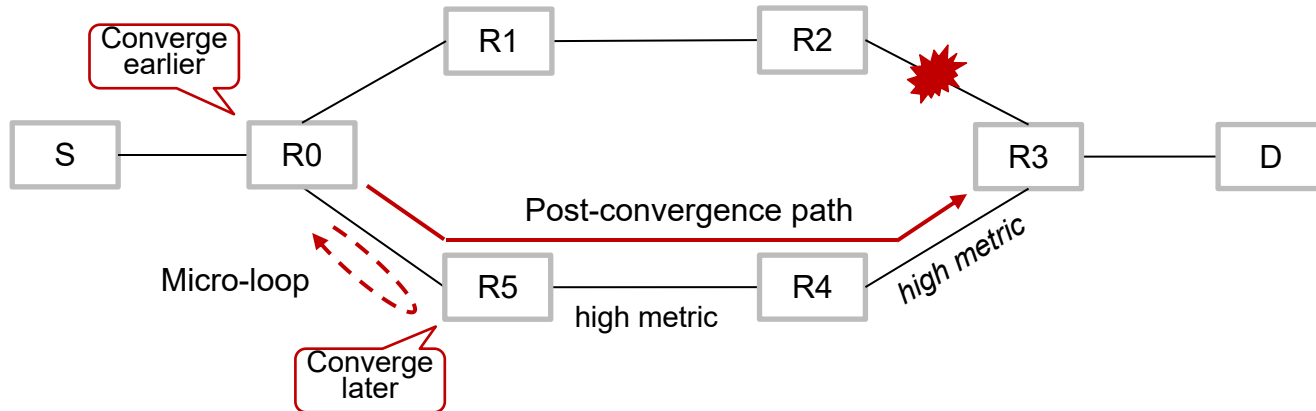 Converge
earlier
R1
R2
S
R0
R3
D
Post-convergence path
Micro-loop
R5
high metric
R4
high metric
Converge
later